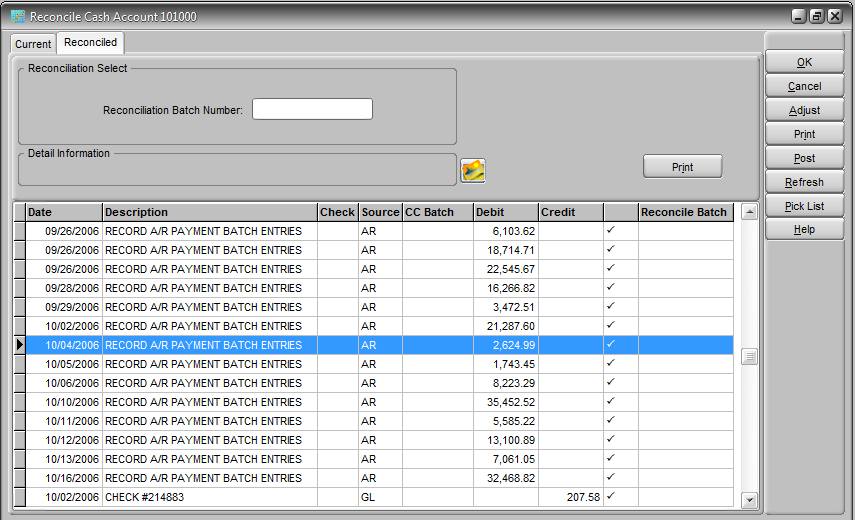 Reconcile Cash Account 101000
Current Reconciled
Reconciliation Select
Reconciliation Batch Number:
Detail Information
Print
OK
Cancel
Adjust
Print
Post
Refresh
Pick List
Help
Date Description Check Source CC Batch Debit Credit Reconcile Batch
09/26/2006 RECORD A/R PAYMENT BATCH ENTRIES AR 6,103.62 ✓
09/26/2006 RECORD A/R PAYMENT BATCH ENTRIES AR 18,714.71 ✓
09/26/2006 RECORD A/R PAYMENT BATCH ENTRIES AR 22,545.67 ✓
09/28/2006 RECORD A/R PAYMENT BATCH ENTRIES AR 16,266.82 ✓
09/29/2006 RECORD A/R PAYMENT BATCH ENTRIES AR 3,472.51 ✓
10/02/2006 RECORD A/R PAYMENT BATCH ENTRIES AR 21,287.60 ✓
10/04/2006 RECORD A/R PAYMENT BATCH ENTRIES AR 2,624.99 ✓
10/05/2006 RECORD A/R PAYMENT BATCH ENTRIES AR 1,743.45 ✓
10/06/2006 RECORD A/R PAYMENT BATCH ENTRIES AR 8,223.29 ✓
10/10/2006 RECORD A/R PAYMENT BATCH ENTRIES AR 35,452.52 ✓
10/11/2006 RECORD A/R PAYMENT BATCH ENTRIES AR 5,585.22 ✓
10/12/2006 RECORD A/R PAYMENT BATCH ENTRIES AR 13,100.89 ✓
10/13/2006 RECORD A/R PAYMENT BATCH ENTRIES AR 7,061.05 ✓
10/16/2006 RECORD A/R PAYMENT BATCH ENTRIES AR 32,468.82 ✓
10/02/2006 CHECK #214883 GL 207.58 ✓